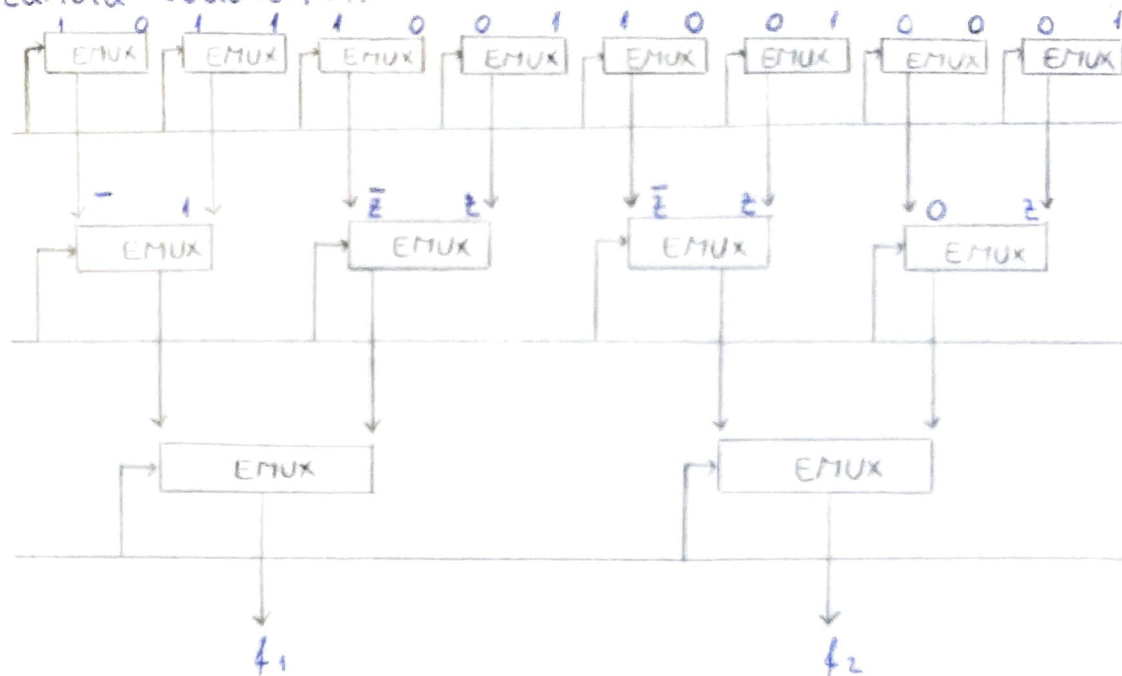 1 0 1 1 1 0 0 1 1 0 0 1 0 0 0 1
EMUX EMUX EMUX EMUX EMUX EMUX EMUX EMUX
1 z̄ z z̄ z 0 z
EMUX EMUX EMUX EMUX
EMUX EMUX
f1 f2